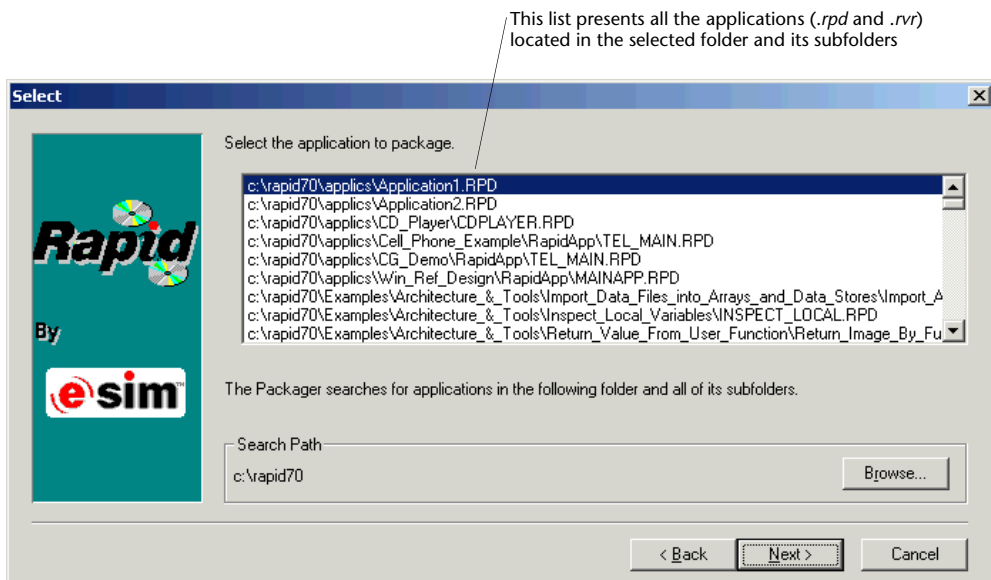 This list presents all the applications (.rpd and .rvr)
located in the selected folder and its subfolders
Select
Select the application to package.
c:\rapid70\applics\Application1.RPD
c:\rapid70\applics\Application2.RPD
c:\rapid70\applics\CD_Player\CDPLAYER.RPD
c:\rapid70\applics\Cell_Phone_Example\RapidApp\TEL_MAIN.RPD
c:\rapid70\applics\CG_Demo\RapidApp\TEL_MAIN.RPD
c:\rapid70\applics\Win_Ref_Design\RapidApp\MAINAPP.RPD
c:\rapid70\Examples\Architecture_&_Tools\Import_Data_Files_into_Arrays_and_Data_Stores\Import_A
c:\rapid70\Examples\Architecture_&_Tools\Inspect_Local_Variables\INSPECT_LOCAL.RPD
c:\rapid70\Examples\Architecture_&_Tools\Return_Value_From_User_Function\Return_Image_By_Fu
Rapid
By
e sim™
The Packager searches for applications in the following folder and all of its subfolders.
Search Path
c:\rapid70
Browse...
< Back
Next >
Cancel